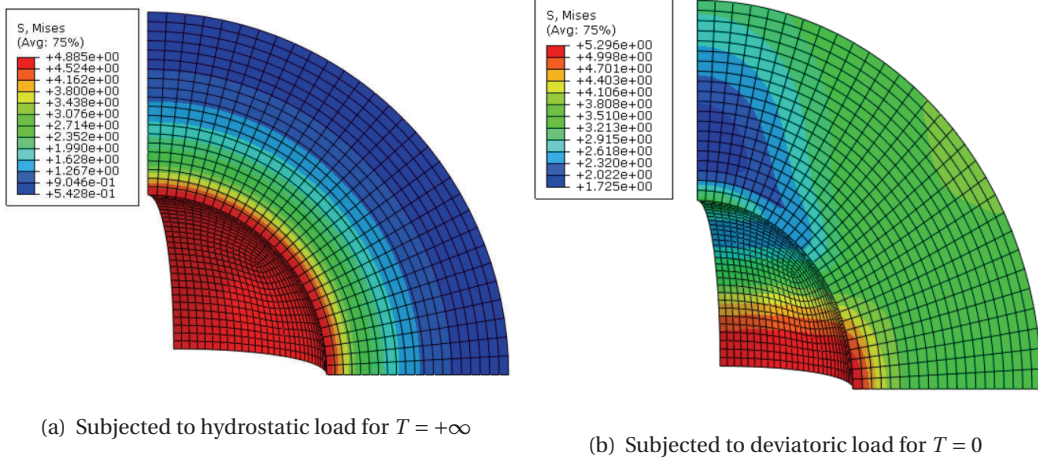 S, Mises
(Avg: 75%)
+4.885e+00
+4.524e+00
+4.162e+00
+3.800e+00
+3.438e+00
+3.076e+00
+2.714e+00
+2.352e+00
+1.990e+00
+1.628e+00
+1.267e+00
+9.046e-01
+5.428e-01
S, Mises
(Avg: 75%)
+5.296e+00
+4.998e+00
+4.701e+00
+4.403e+00
+4.106e+00
+3.808e+00
+3.510e+00
+3.213e+00
+2.915e+00
+2.618e+00
+2.320e+00
+2.022e+00
+1.725e+00
(a) Subjected to hydrostatic load for T = +∞
(b) Subjected to deviatoric load for T = 0